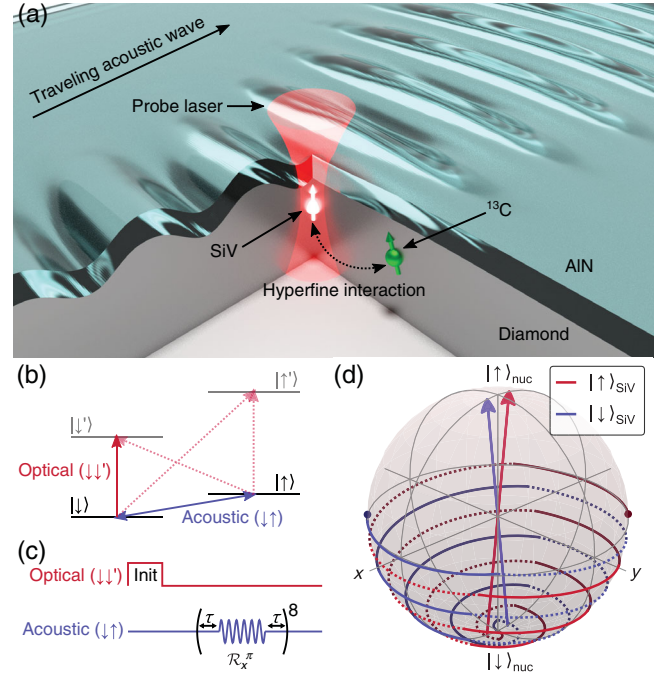 (a)
Traveling acoustic wave
Probe laser
SiV
¹³C
Hyperfine interaction
AlN
Diamond
(b)
|↑'⟩
|↓'⟩
Optical (↓↓')
|↓⟩
|↑⟩
Acoustic (↓↑)
(c)
Optical (↓↓')
Init
Acoustic (↓↑)
(τ τ)⁸
ℛₓ^π
(d)
|↑⟩nuc
|↑⟩SiV
|↓⟩SiV
x
y
|↓⟩nuc